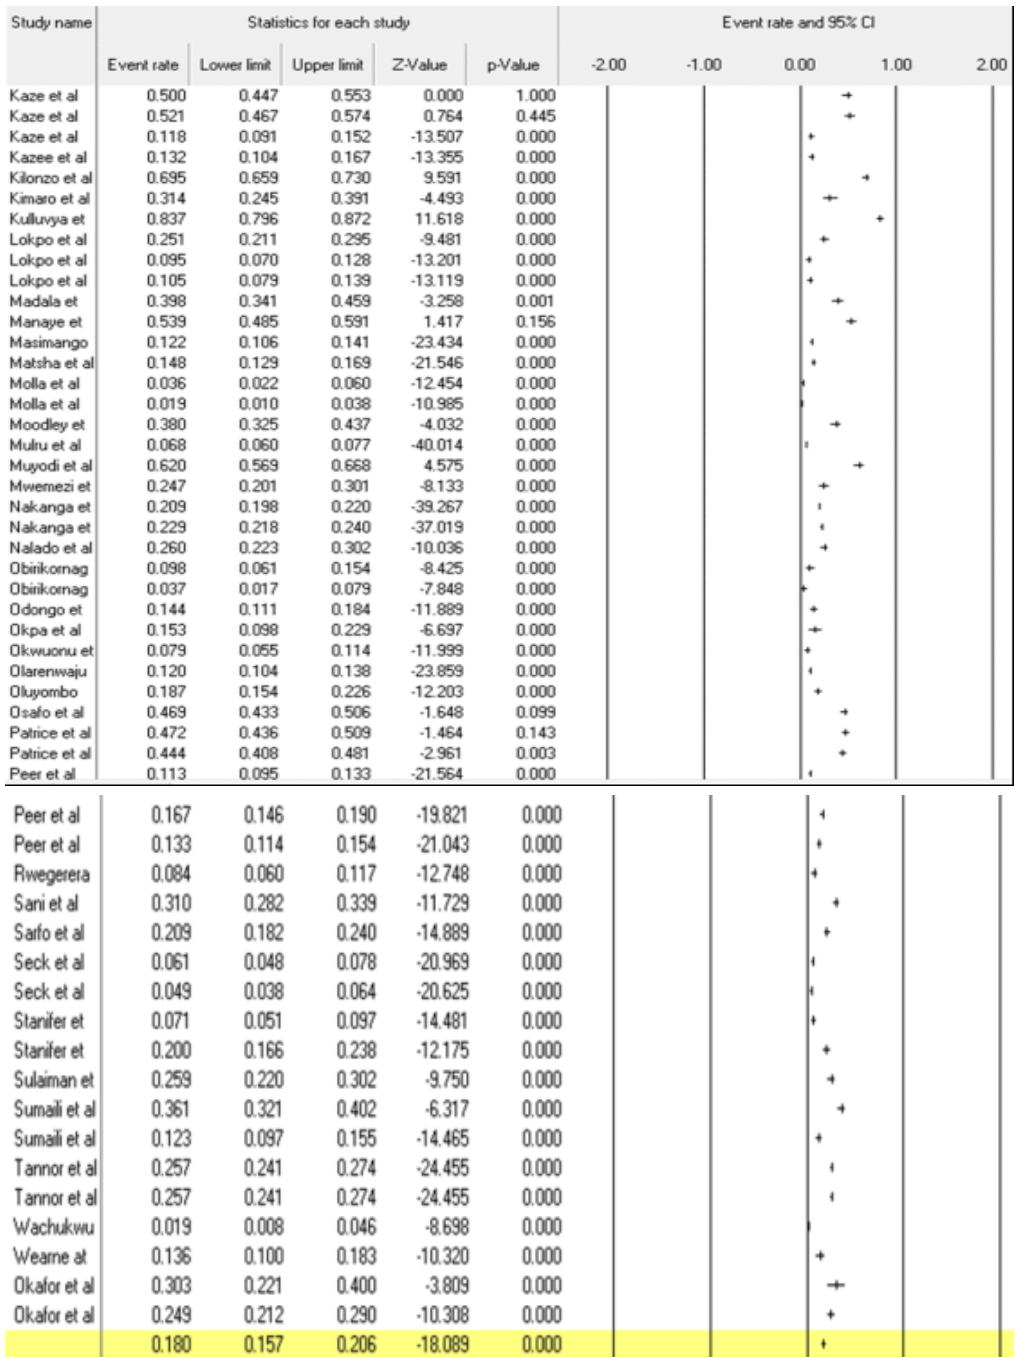 Study name Statistics for each study Event rate and 95% CI
Event rate Lower limit Upper limit Z-Value p-Value -2.00 -1.00 0.00 1.00 2.00
Kaze et al 0.500 0.447 0.553 0.000 1.000
Kaze et al 0.521 0.467 0.574 0.764 0.445
Kaze et al 0.118 0.091 0.152 -13.507 0.000
Kazee et al 0.132 0.104 0.167 -13.355 0.000
Kilonzo et al 0.695 0.659 0.730 9.591 0.000
Kimaro et al 0.314 0.245 0.391 -4.493 0.000
Kulluvya et 0.837 0.796 0.872 11.618 0.000
Lokpo et al 0.251 0.211 0.295 -9.481 0.000
Lokpo et al 0.095 0.070 0.128 -13.201 0.000
Lokpo et al 0.105 0.079 0.139 -13.119 0.000
Madala et 0.398 0.341 0.459 -3.258 0.001
Manaye et 0.539 0.485 0.591 1.417 0.156
Masimango 0.122 0.106 0.141 -23.434 0.000
Matsha et al 0.148 0.129 0.169 -21.546 0.000
Molla et al 0.036 0.022 0.060 -12.454 0.000
Molla et al 0.019 0.010 0.038 -10.985 0.000
Moodley et 0.380 0.325 0.437 -4.032 0.000
Mulru et al 0.068 0.060 0.077 -40.014 0.000
Muyodi et al 0.620 0.569 0.668 4.575 0.000
Mwemezi et 0.247 0.201 0.301 -8.133 0.000
Nakanga et 0.209 0.198 0.220 -39.267 0.000
Nakanga et 0.229 0.218 0.240 -37.019 0.000
Nalado et al 0.260 0.223 0.302 -10.036 0.000
Obirikornag 0.098 0.061 0.154 -8.425 0.000
Obirikornag 0.037 0.017 0.079 -7.848 0.000
Odongo et 0.144 0.111 0.184 -11.889 0.000
Okpa et al 0.153 0.098 0.229 -6.697 0.000
Okwuonu et 0.079 0.055 0.114 -11.999 0.000
Olarenwaju 0.120 0.104 0.138 -23.859 0.000
Oluyombo 0.187 0.154 0.226 -12.203 0.000
Osafo et al 0.469 0.433 0.506 -1.648 0.099
Patrice et al 0.472 0.436 0.509 -1.464 0.143
Patrice et al 0.444 0.408 0.481 -2.961 0.003
Peer et al 0.113 0.095 0.133 -21.564 0.000
Peer et al 0.167 0.146 0.190 -19.821 0.000
Peer et al 0.133 0.114 0.154 -21.043 0.000
Rwegerera 0.084 0.060 0.117 -12.748 0.000
Sani et al 0.310 0.282 0.339 -11.729 0.000
Sarfo et al 0.209 0.182 0.240 -14.889 0.000
Seck et al 0.061 0.048 0.078 -20.969 0.000
Seck et al 0.049 0.038 0.064 -20.625 0.000
Stanifer et 0.071 0.051 0.097 -14.481 0.000
Stanifer et 0.200 0.166 0.238 -12.175 0.000
Sulaiman et 0.259 0.220 0.302 -9.750 0.000
Sumaili et al 0.361 0.321 0.402 -6.317 0.000
Sumaili et al 0.123 0.097 0.155 -14.465 0.000
Tannor et al 0.257 0.241 0.274 -24.455 0.000
Tannor et al 0.257 0.241 0.274 -24.455 0.000
Wachukwu 0.019 0.008 0.046 -8.698 0.000
Wearne at 0.136 0.100 0.183 -10.320 0.000
Okafor et al 0.303 0.221 0.400 -3.809 0.000
Okafor et al 0.249 0.212 0.290 -10.308 0.000
0.180 0.157 0.206 -18.089 0.000